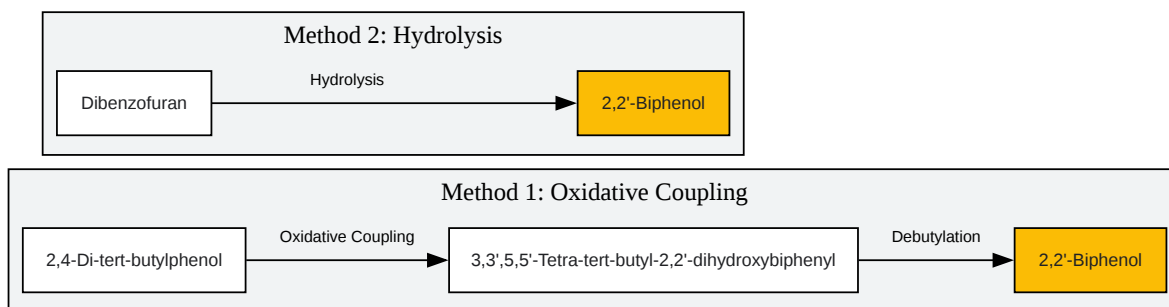 Method 2: Hydrolysis
Dibenzofuran
Hydrolysis
2,2'-Biphenol
Method 1: Oxidative Coupling
2,4-Di-tert-butylphenol
Oxidative Coupling
3,3',5,5'-Tetra-tert-butyl-2,2'-dihydroxybiphenyl
Debutylation
2,2'-Biphenol